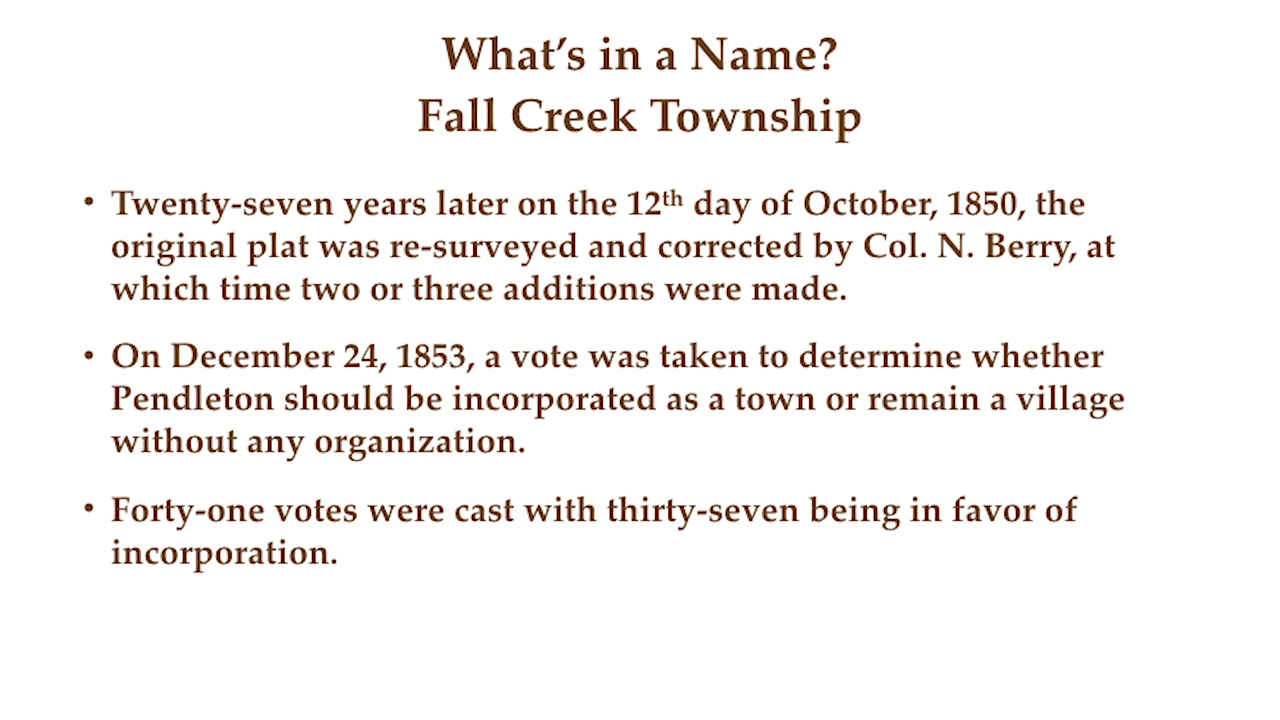 What’s in a Name?
Fall Creek Township
• Twenty-seven years later on the 12th day of October, 1850, the
original plat was re-surveyed and corrected by Col. N. Berry, at
which time two or three additions were made.
• On December 24, 1853, a vote was taken to determine whether
Pendleton should be incorporated as a town or remain a village
without any organization.
• Forty-one votes were cast with thirty-seven being in favor of
incorporation.